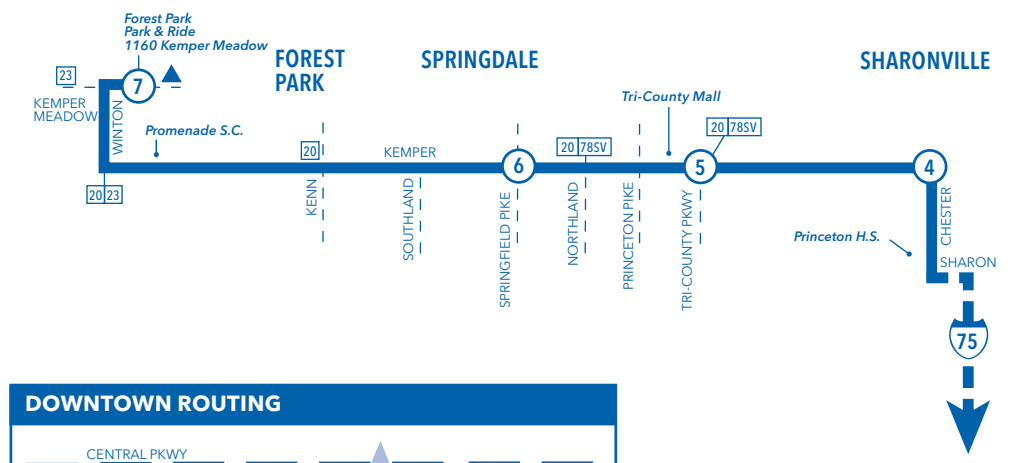 Forest Park
Park & Ride
1160 Kemper Meadow
FOREST
PARK
SPRINGDALE
SHARONVILLE
23
7
KEMPER
MEADOW
WINTON
Promenade S.C.
Tri-County Mall
20 23
20
KENN
KEMPER
SOUTHLAND
6
SPRINGFIELD PIKE
20 78SV
NORTHLAND
PRINCETON PIKE
20 78SV
5
TRI-COUNTY PKWY
4
CHESTER
Princeton H.S.
SHARON
75
DOWNTOWN ROUTING
CENTRAL PKWY